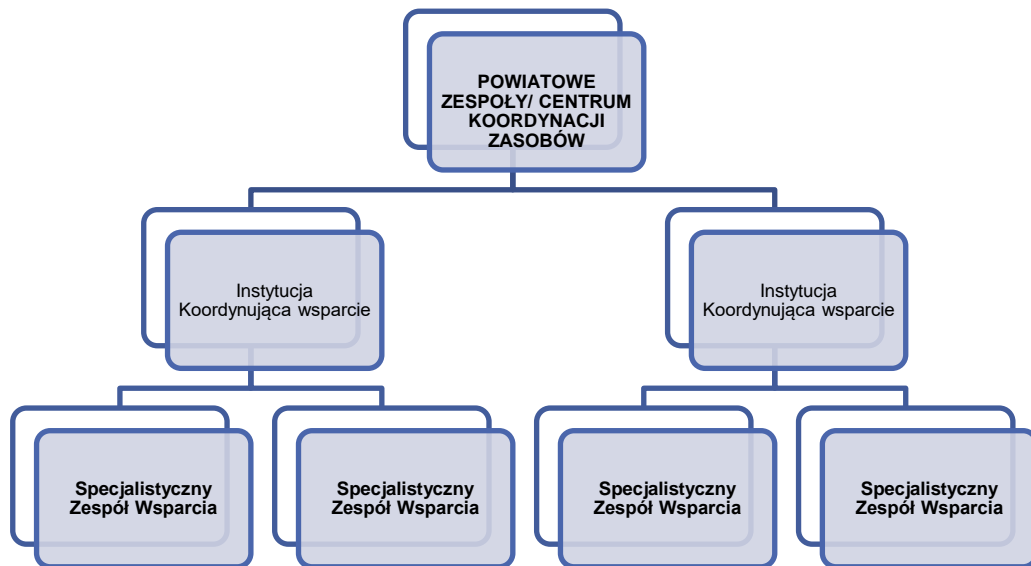 POWIATOWE
ZESPOŁY/ CENTRUM
KOORDYNACJI
ZASOBÓW
Instytucja
Koordynująca wsparcie
Instytucja
Koordynująca wsparcie
Specjalistyczny
Zespół Wsparcia
Specjalistyczny
Zespół Wsparcia
Specjalistyczny
Zespół Wsparcia
Specjalistyczny
Zespół Wsparcia